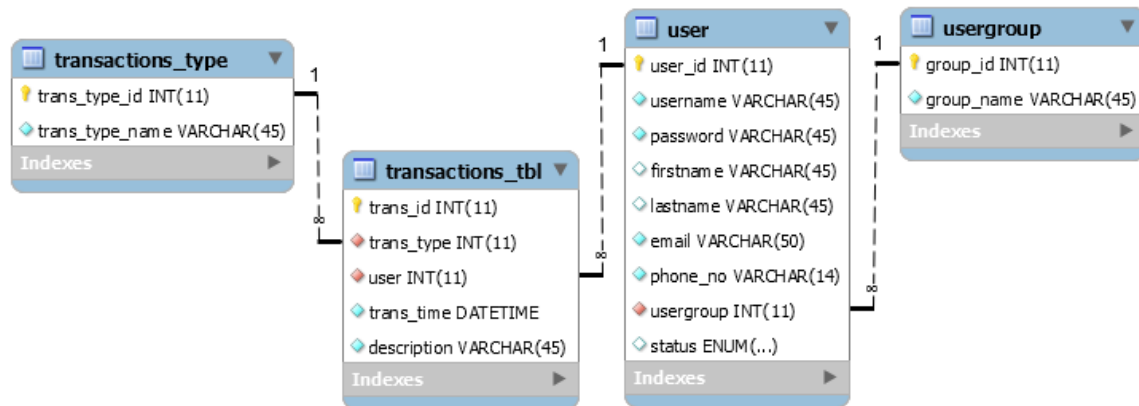 transactions_type
trans_type_id INT(11)
trans_type_name VARCHAR(45)
Indexes
1
∞
transactions_tbl
trans_id INT(11)
trans_type INT(11)
user INT(11)
trans_time DATETIME
description VARCHAR(45)
Indexes
1
∞
user
user_id INT(11)
username VARCHAR(45)
password VARCHAR(45)
firstname VARCHAR(45)
lastname VARCHAR(45)
email VARCHAR(50)
phone_no VARCHAR(14)
usergroup INT(11)
status ENUM(...)
Indexes
1
∞
usergroup
group_id INT(11)
group_name VARCHAR(45)
Indexes